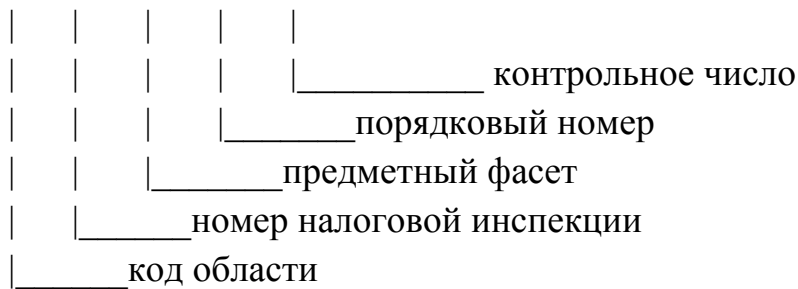 контрольное число
порядковый номер
предметный фасет
номер налоговой инспекции
код области